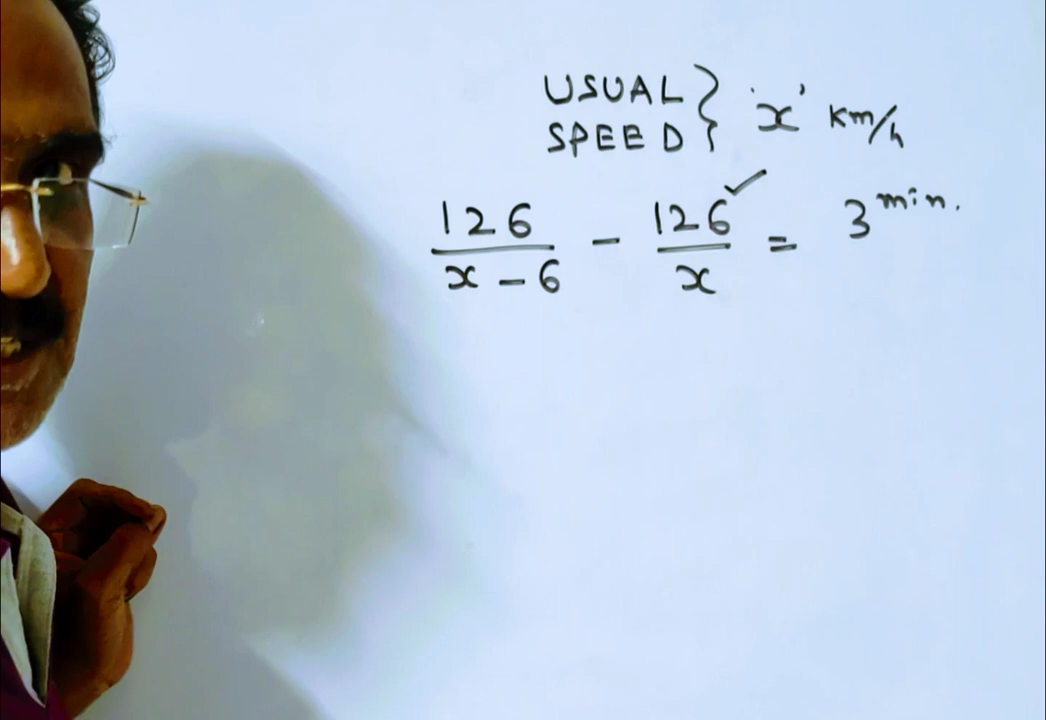 USUAL } 'x' km/h
SPEED
126/x-6 - 126/x ✓ = 3 min.